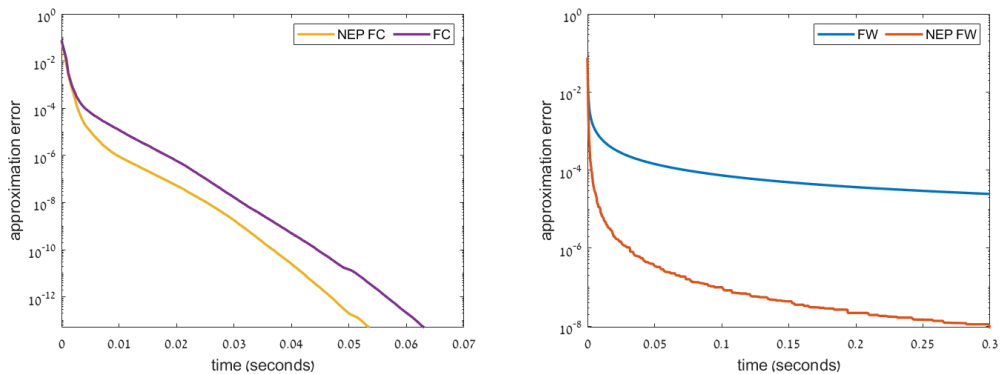 10^0
10^-2
10^-4
10^-6
10^-8
10^-10
10^-12
approximation error
NEP FC FC
0 0.01 0.02 0.03 0.04 0.05 0.06 0.07
time (seconds)
10^0
10^-2
10^-4
10^-6
10^-8
approximation error
FW NEP FW
0 0.05 0.1 0.15 0.2 0.25 0.3
time (seconds)